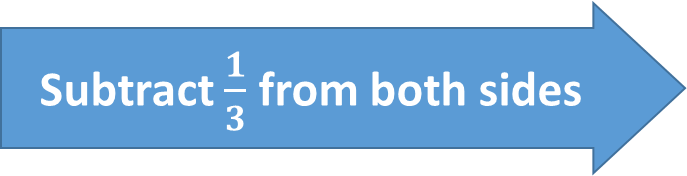 Subtract 1/3 from both sides